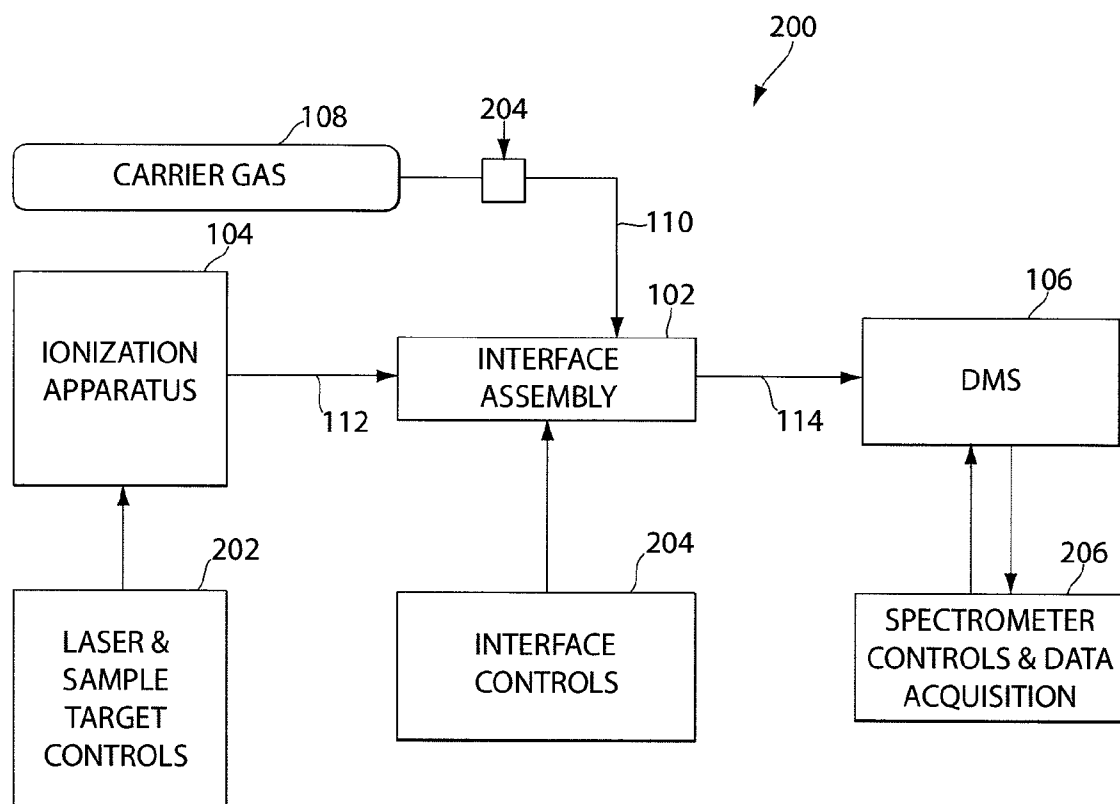 200
108
204
CARRIER GAS
110
104
102
106
IONIZATION
APPARATUS
INTERFACE
ASSEMBLY
DMS
112
114
202
204
206
LASER &
SAMPLE
TARGET
CONTROLS
INTERFACE
CONTROLS
SPECTROMETER
CONTROLS & DATA
ACQUISITION